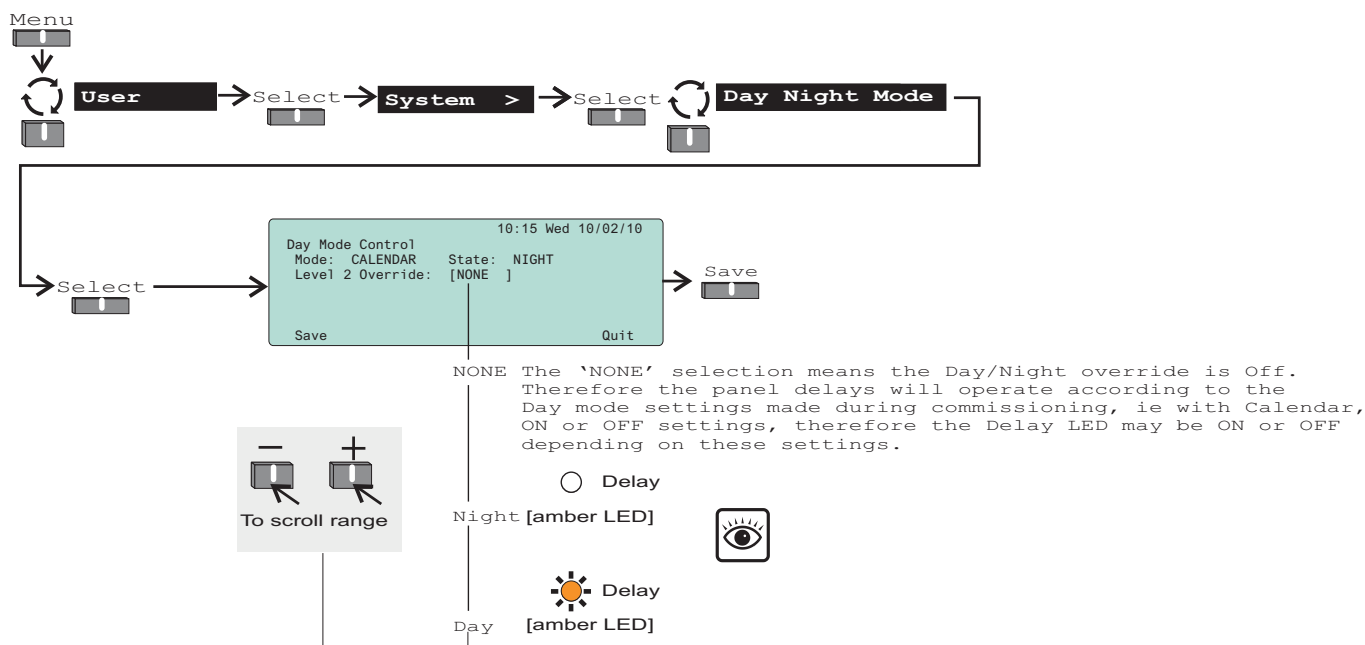 Menu
User
Select
System >
Select
Day Night Mode
Select
10:15 Wed 10/02/10
Day Mode Control
Mode: CALENDAR State: NIGHT
Level 2 Override: [NONE ]
Save Quit
Save
NONE The ‘NONE’ selection means the Day/Night override is Off.
Therefore the panel delays will operate according to the
Day mode settings made during commissioning, ie with Calendar,
ON or OFF settings, therefore the Delay LED may be ON or OFF
depending on these settings.
– +
To scroll range
Delay
Night [amber LED]
Delay
Day [amber LED]